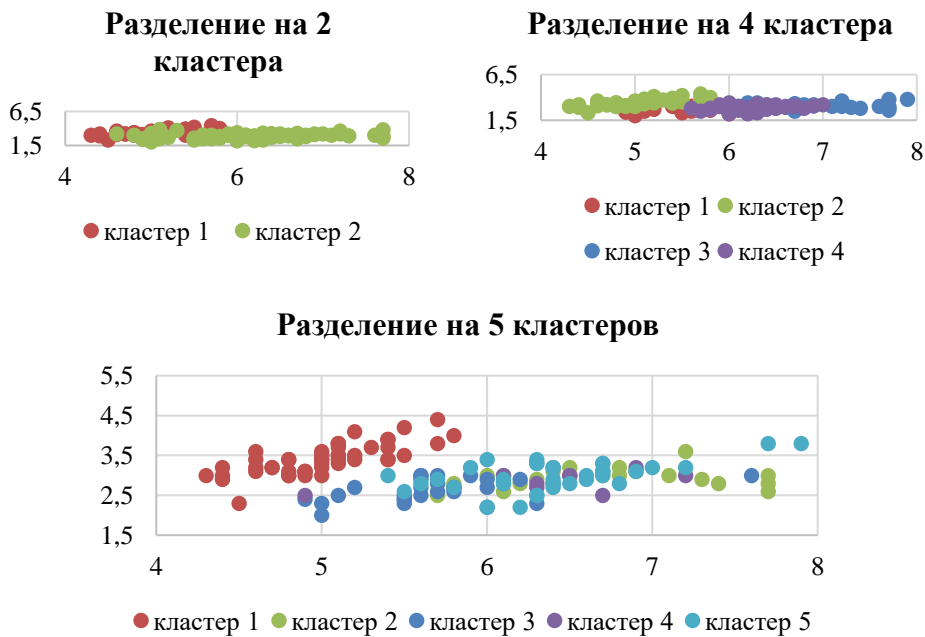 Разделение на 2
кластера
6,5
1,5
4
6
8
кластер 1
кластер 2
Разделение на 4 кластера
6,5
1,5
4
5
6
7
8
кластер 1
кластер 2
кластер 3
кластер 4
Разделение на 5 кластеров
5,5
4,5
3,5
2,5
1,5
4
5
6
7
8
кластер 1
кластер 2
кластер 3
кластер 4
кластер 5